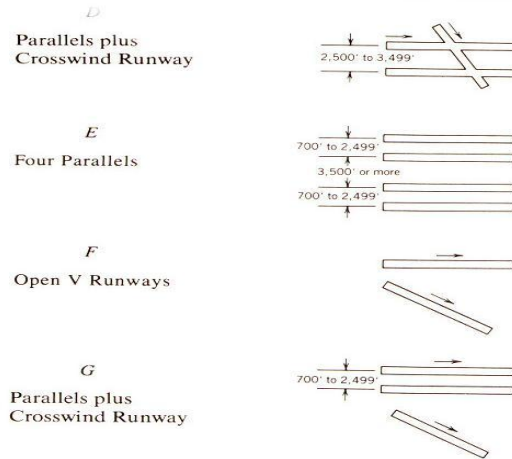 D
Parallels plus
Crosswind Runway
2,500' to 3,499'
E
Four Parallels
700' to 2,499'
3,500' or more
700' to 2,499'
F
Open V Runways
G
Parallels plus
Crosswind Runway
700' to 2,499'